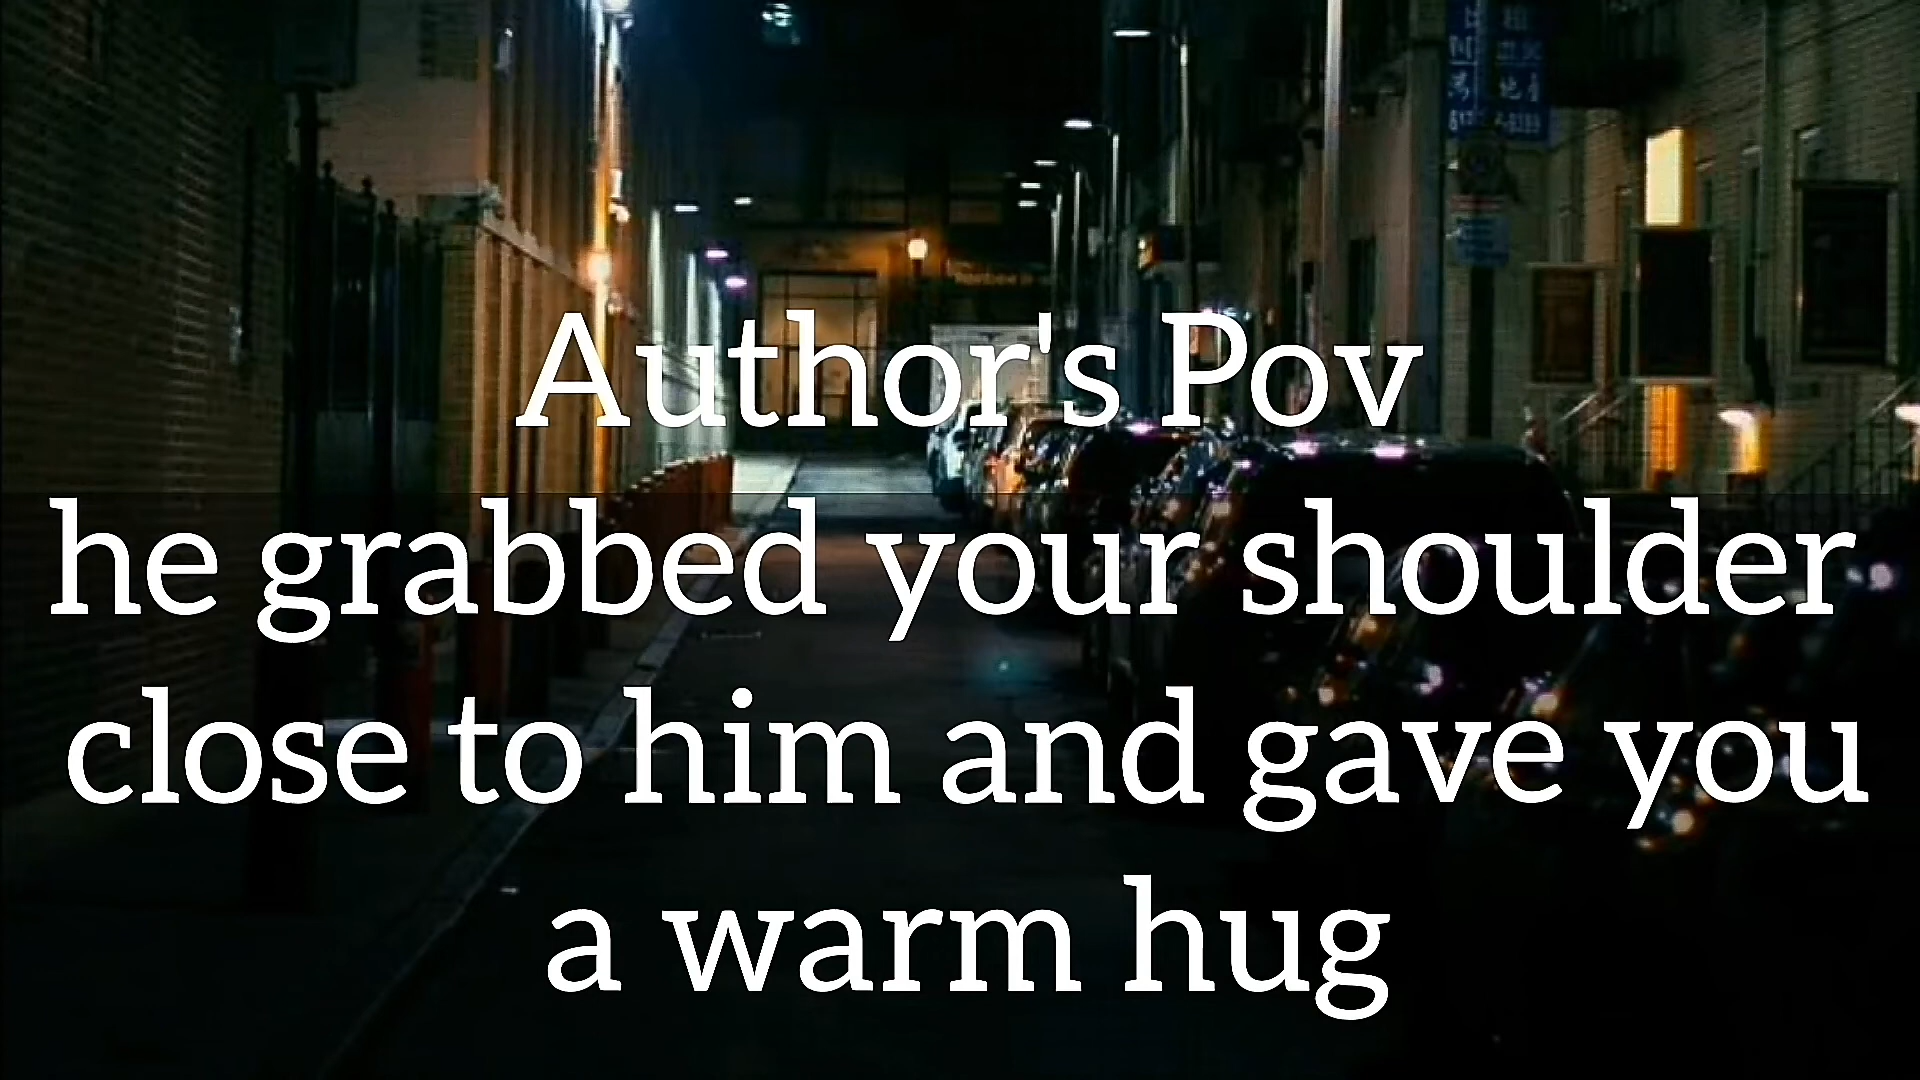 Author's Pov
he grabbed your shoulder
close to him and gave you
a warm hug